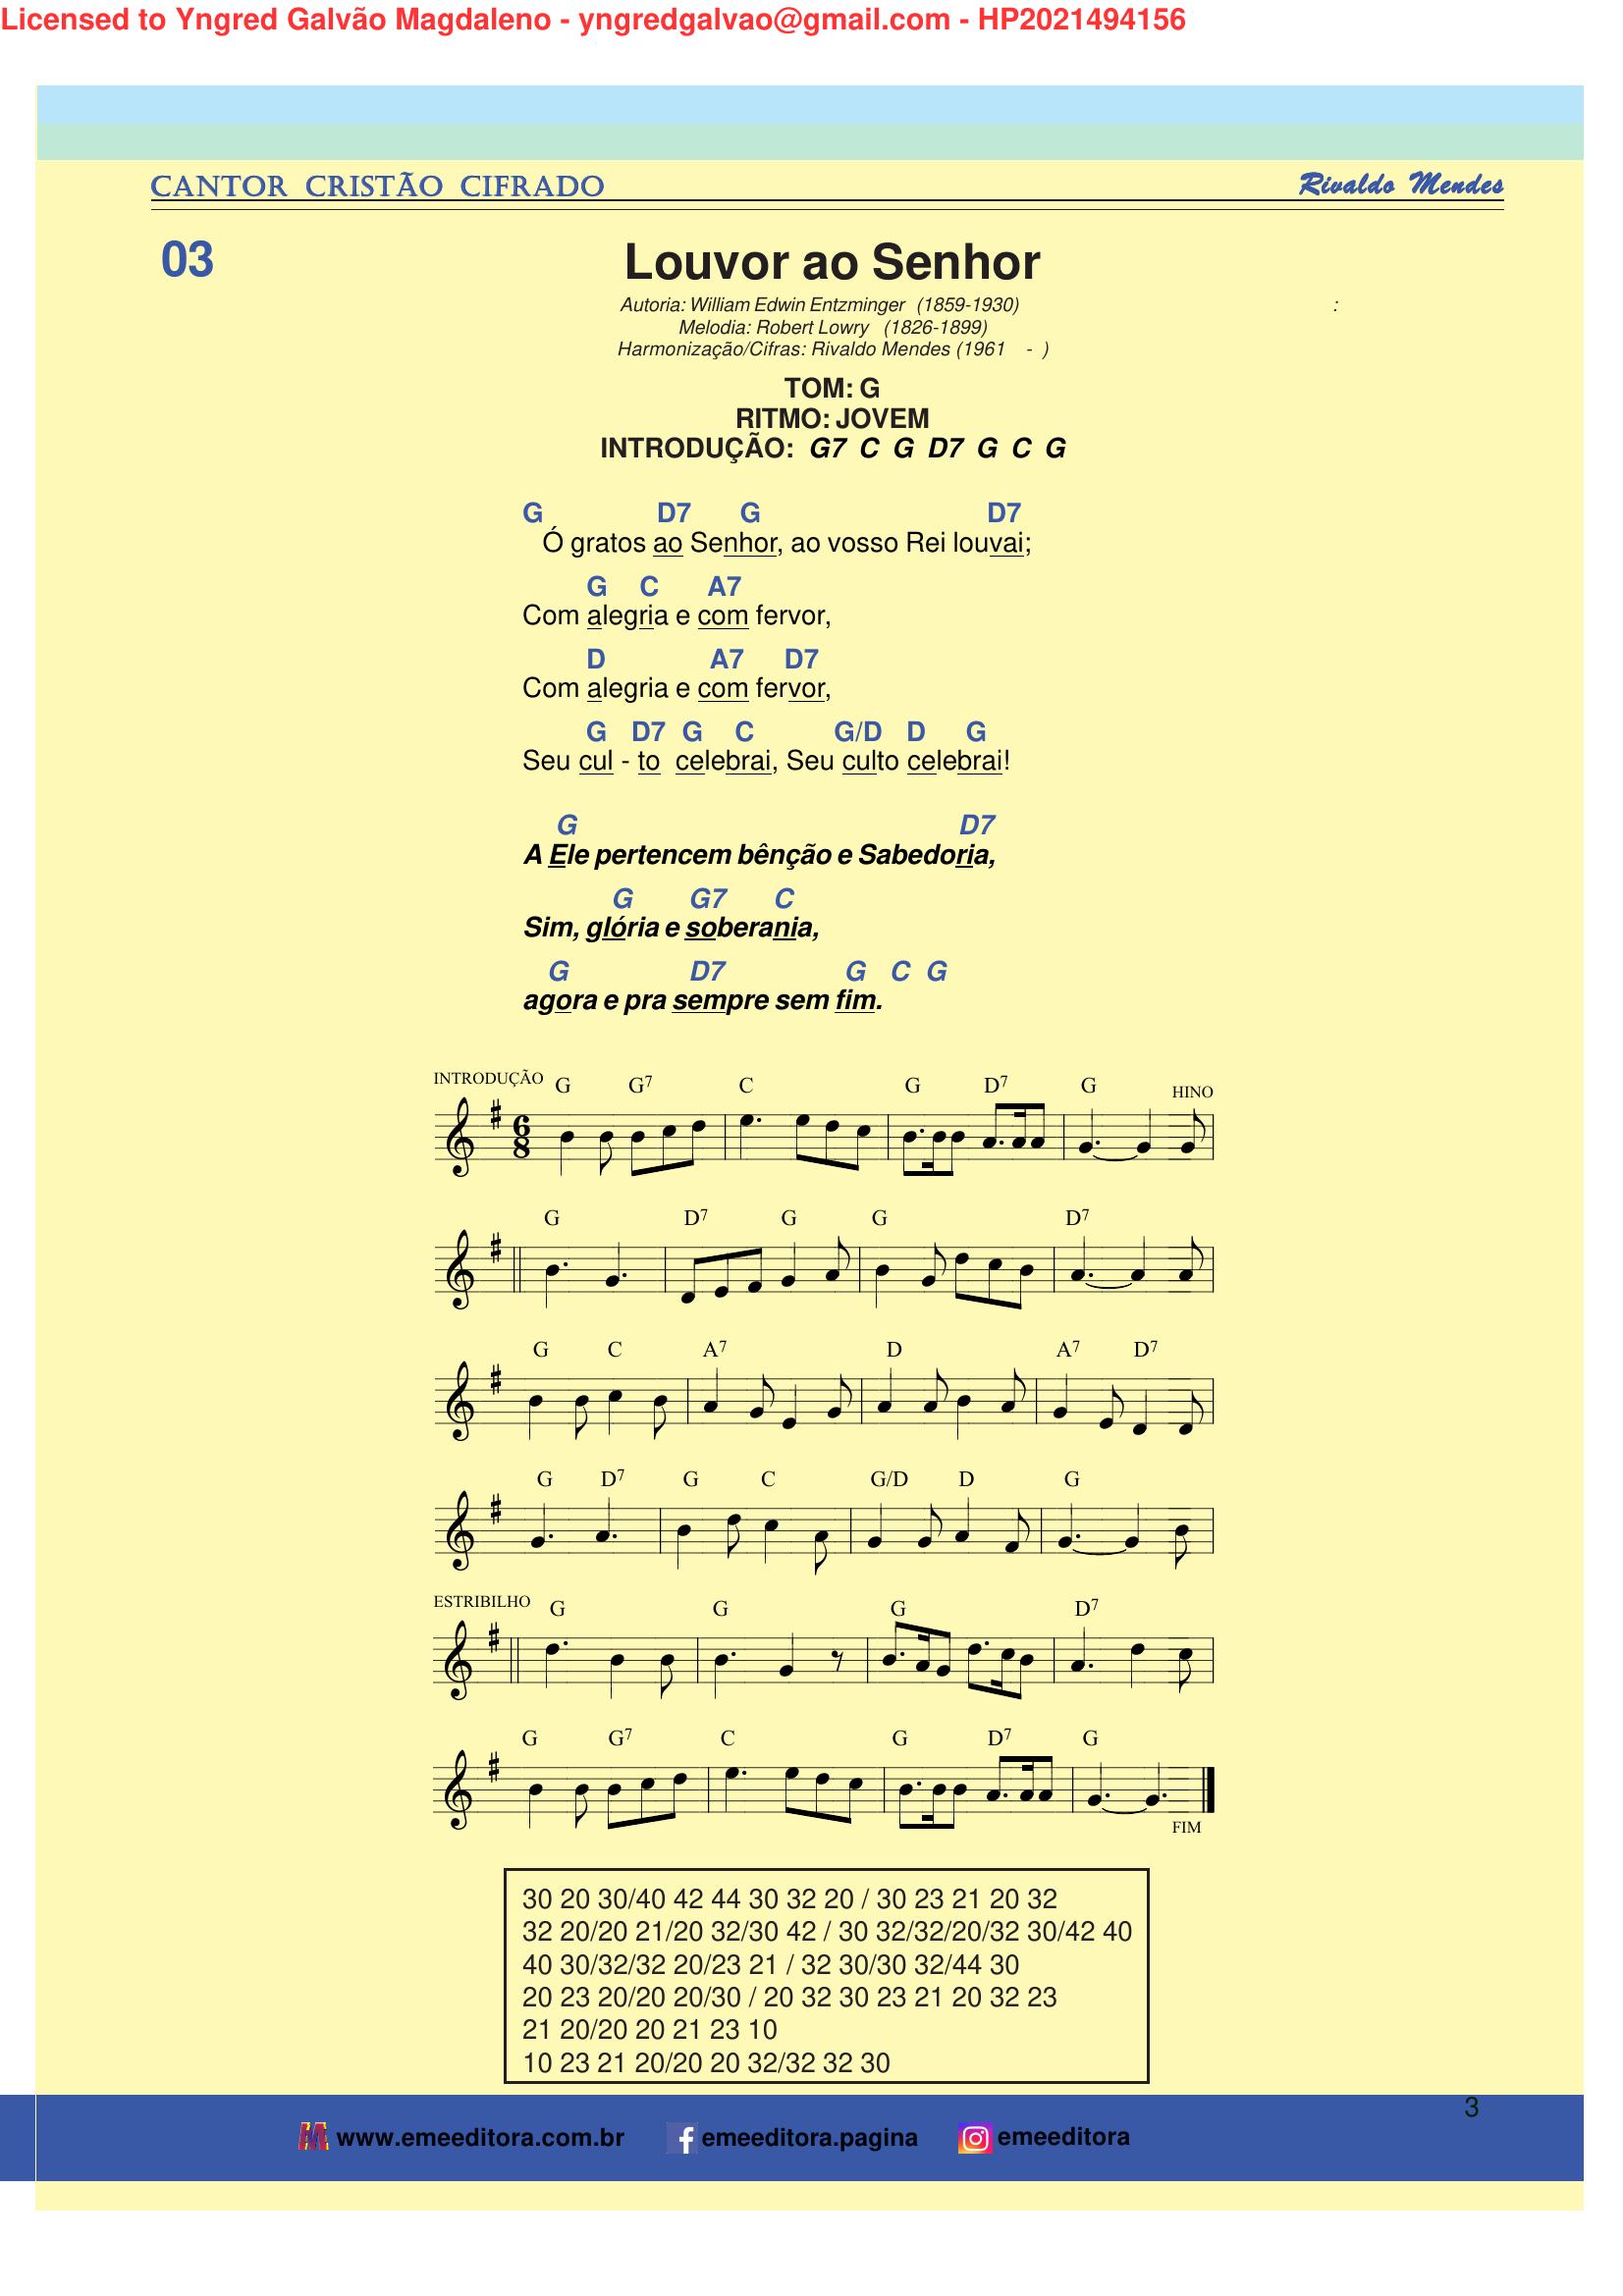 Licensed to Yngred Galvão Magdaleno - yngredgalvao@gmail.com - HP2021494156
CANTOR CRISTÃO CIFRADO Rivaldo Mendes
03 Louvor ao Senhor
Autoria: William Edwin Entzminger (1859-1930) :
Melodia: Robert Lowry (1826-1899)
Harmonização/Cifras: Rivaldo Mendes (1961 - )
TOM: G
RITMO: JOVEM
INTRODUÇÃO: G7 C G D7 G C G
G D7 G D7
Ó gratos ao Senhor, ao vosso Rei louvai;
G C A7
Com alegria e com fervor,
D A7 D7
Com alegria e com fervor,
G D7 G C G/D D G
Seu cul - to celebrai, Seu culto celebrai!
G D7
A Ele pertencem bênção e Sabedoria,
G G7 C
Sim, glória e soberania,
G D7 G C G
agora e pra sempre sem fim.
INTRODUÇÃO G G7 C G D7 G HINO
6
8
G D7 G G D7
G C A7 D A7 D7
G D7 G C G/D D G
ESTRIBILHO G G G D7
G G7 C G D7 G
FIM
30 20 30/40 42 44 30 32 20 / 30 23 21 20 32
32 20/20 21/20 32/30 42 / 30 32/32/20/32 30/42 40
40 30/32/32 20/23 21 / 32 30/30 32/44 30
20 23 20/20 20/30 / 20 32 30 23 21 20 32 23
21 20/20 20 21 23 10
10 23 21 20/20 20 32/32 32 30
3
www.emeeditora.com.br emeeditora.pagina emeeditora